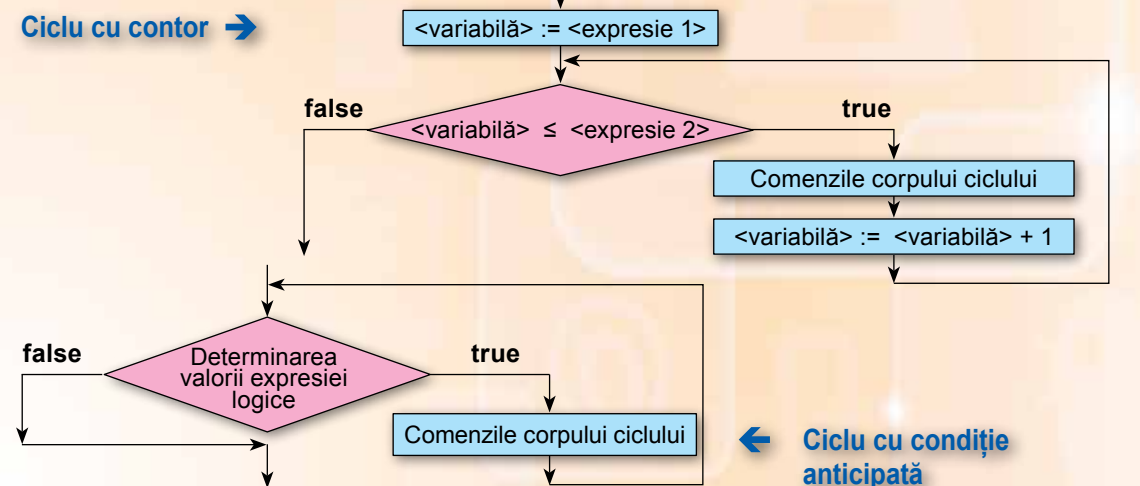 Ciclu cu contor
<variabilă> := <expresie 1>
false
true
<variabilă> ≤ <expresie 2>
Comenzile corpului ciclului
<variabilă> := <variabilă> + 1
false
true
Determinarea
valorii expresiei
logice
Comenzile corpului ciclului
Ciclu cu condiție
anticipată